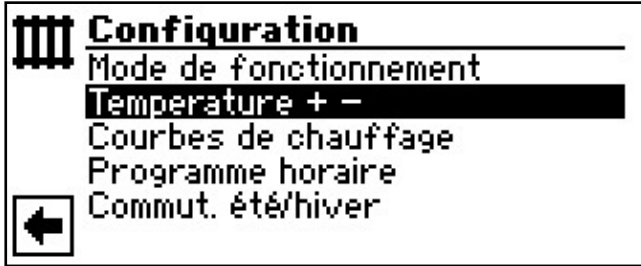 Configuration
Mode de fonctionnement
Temperature + −
Courbes de chauffage
Programme horaire
Commut. été/hiver